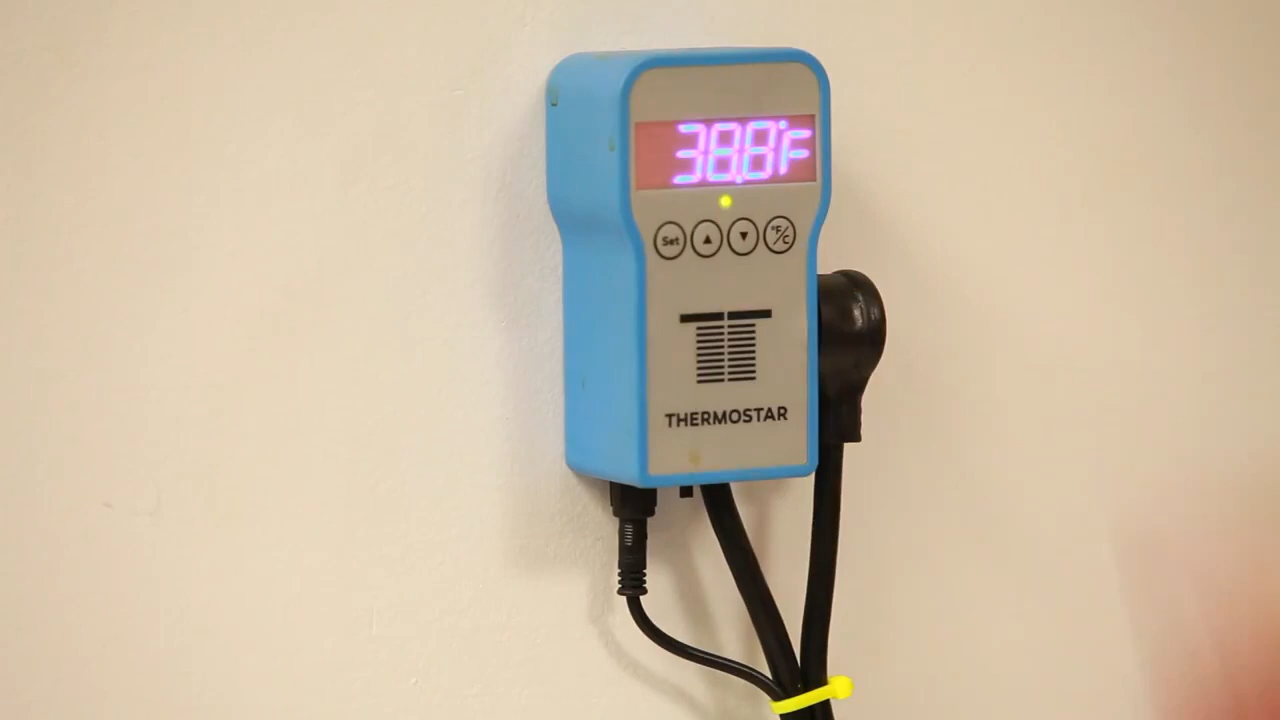 38.8°F
Set ▲ ▼ °F/C
THERMOSTAR